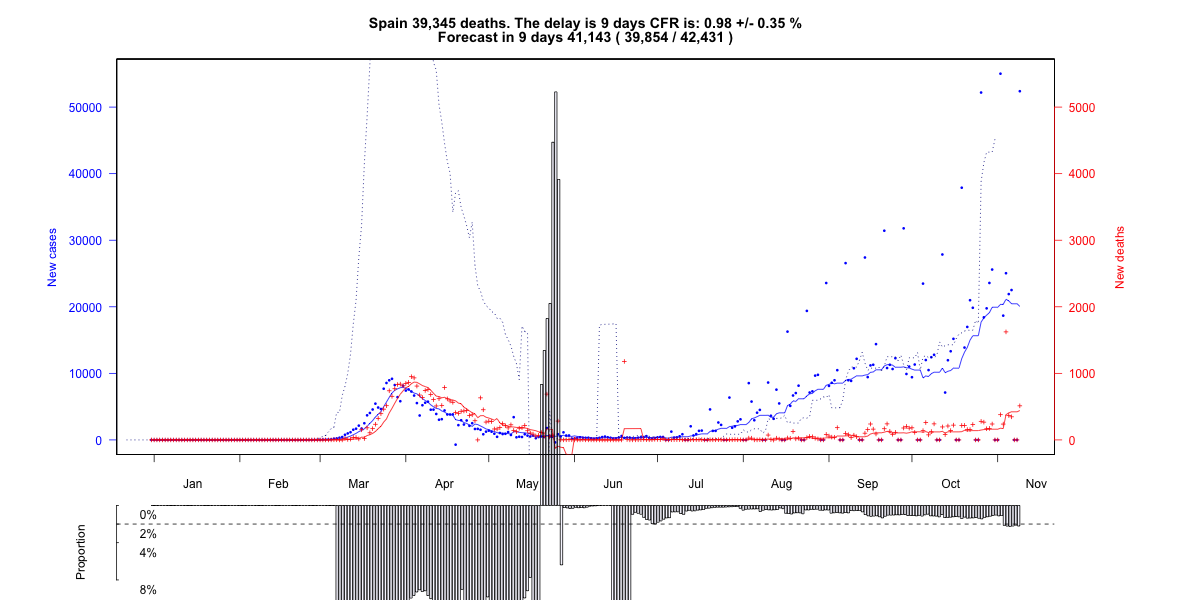 Spain 39,345 deaths. The delay is 9 days CFR is: 0.98 +/- 0.35 %
Forecast in 9 days 41,143 ( 39,854 / 42,431 )
50000
40000
30000
20000
10000
0
New cases
5000
4000
3000
2000
1000
0
New deaths
Jan
Feb
Mar
Apr
May
Jun
Jul
Aug
Sep
Oct
Nov
0%
2%
4%
8%
Proportion